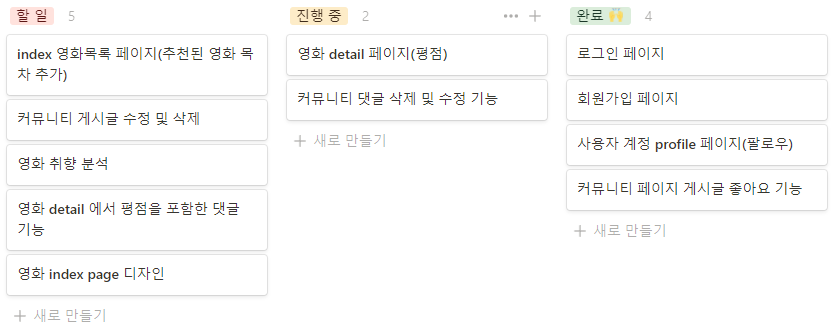 할 일 5
index 영화목록 페이지(추천된 영화 목
차 추가)
커뮤니티 게시글 수정 및 삭제
영화 취향 분석
영화 detail 에서 평점을 포함한 댓글
기능
영화 index page 디자인
+ 새로 만들기
진행 중 2 ••• +
영화 detail 페이지(평점)
커뮤니티 댓글 삭제 및 수정 기능
+ 새로 만들기
완료 🙌 4
로그인 페이지
회원가입 페이지
사용자 계정 profile 페이지(팔로우)
커뮤니티 페이지 게시글 좋아요 기능
+ 새로 만들기